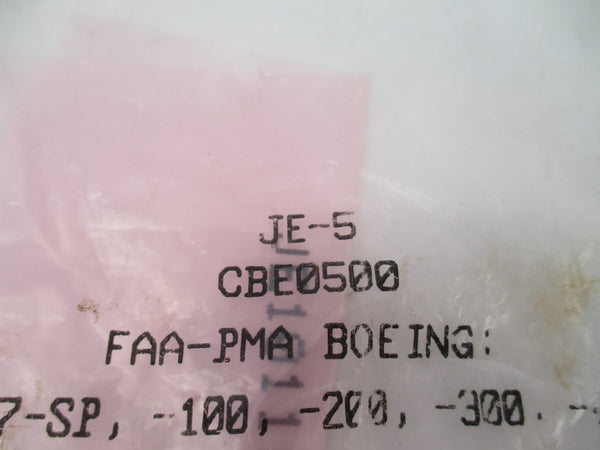 JE-5
CBE0500
FAA-PMA BOEING:
7-SP, -100, -200, -300. -